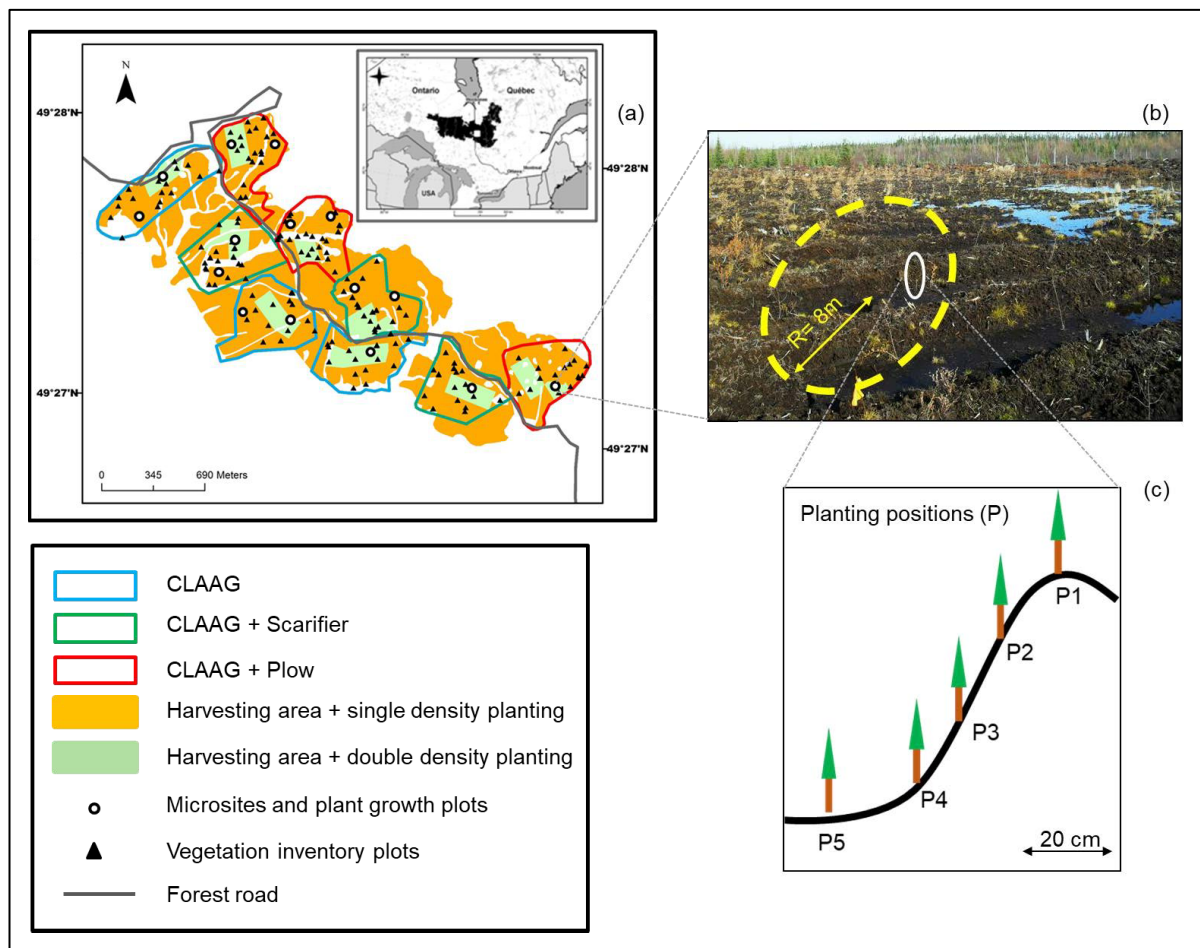 (a)
N
49°28'N
49°27'N
49°28'N
49°27'N
Ontario
Québec
USA
0 345 690 Meters
(b)
R= 8m
(c)
Planting positions (P)
P1
P2
P3
P4
P5
20 cm
CLAAG
CLAAG + Scarifier
CLAAG + Plow
Harvesting area + single density planting
Harvesting area + double density planting
Microsites and plant growth plots
Vegetation inventory plots
Forest road